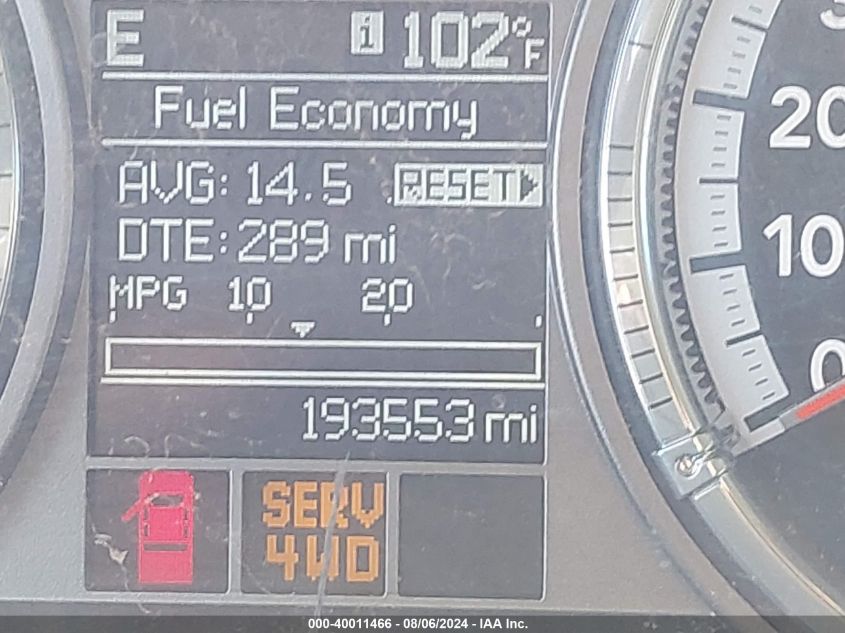 E i 102°F
Fuel Economy
AVG: 14.5 RESET
DTE: 289 mi
MPG 10 20
193553 mi
SERV
4WD
20
10
0
000-40011466 - 08/06/2024 - IAA Inc.